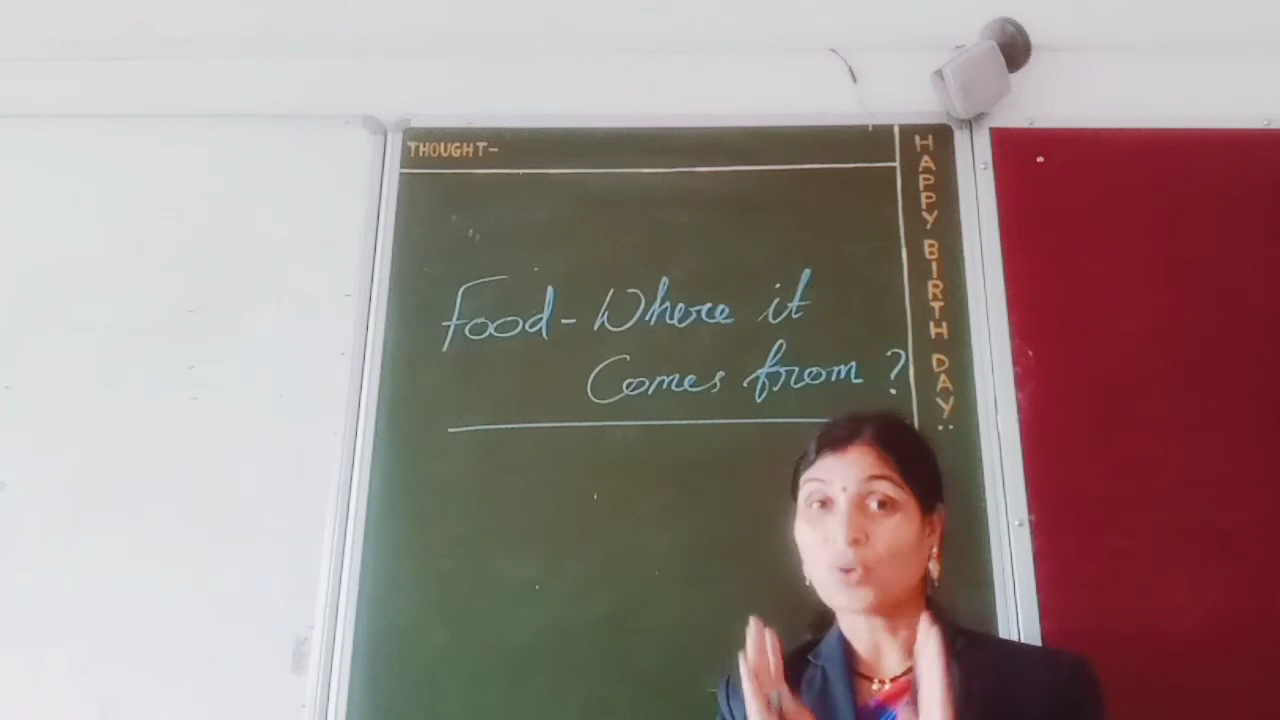 THOUGHT-
Food - Where it
Comes from ?
HAPPY BIRTH DAY..